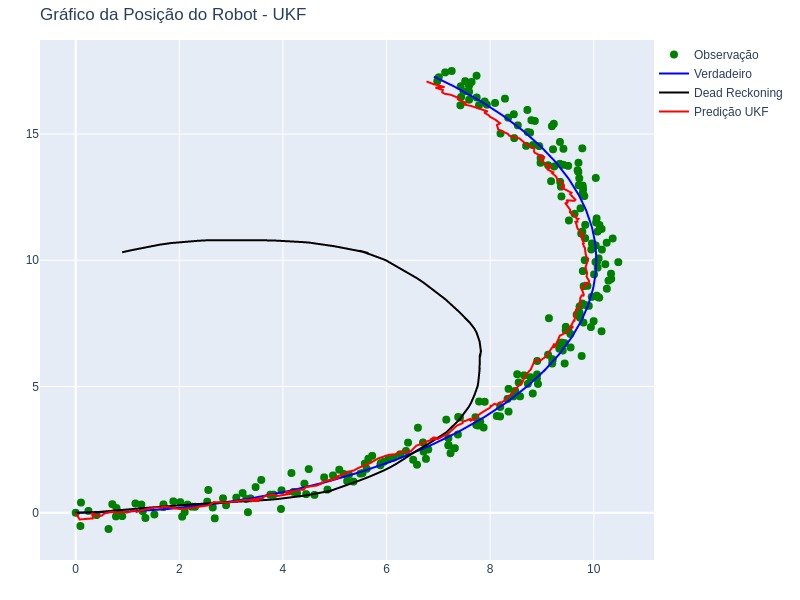 Gráfico da Posição do Robot - UKF
Observação
Verdadeiro
Dead Reckoning
Predição UKF
15
10
5
0
0 2 4 6 8 10